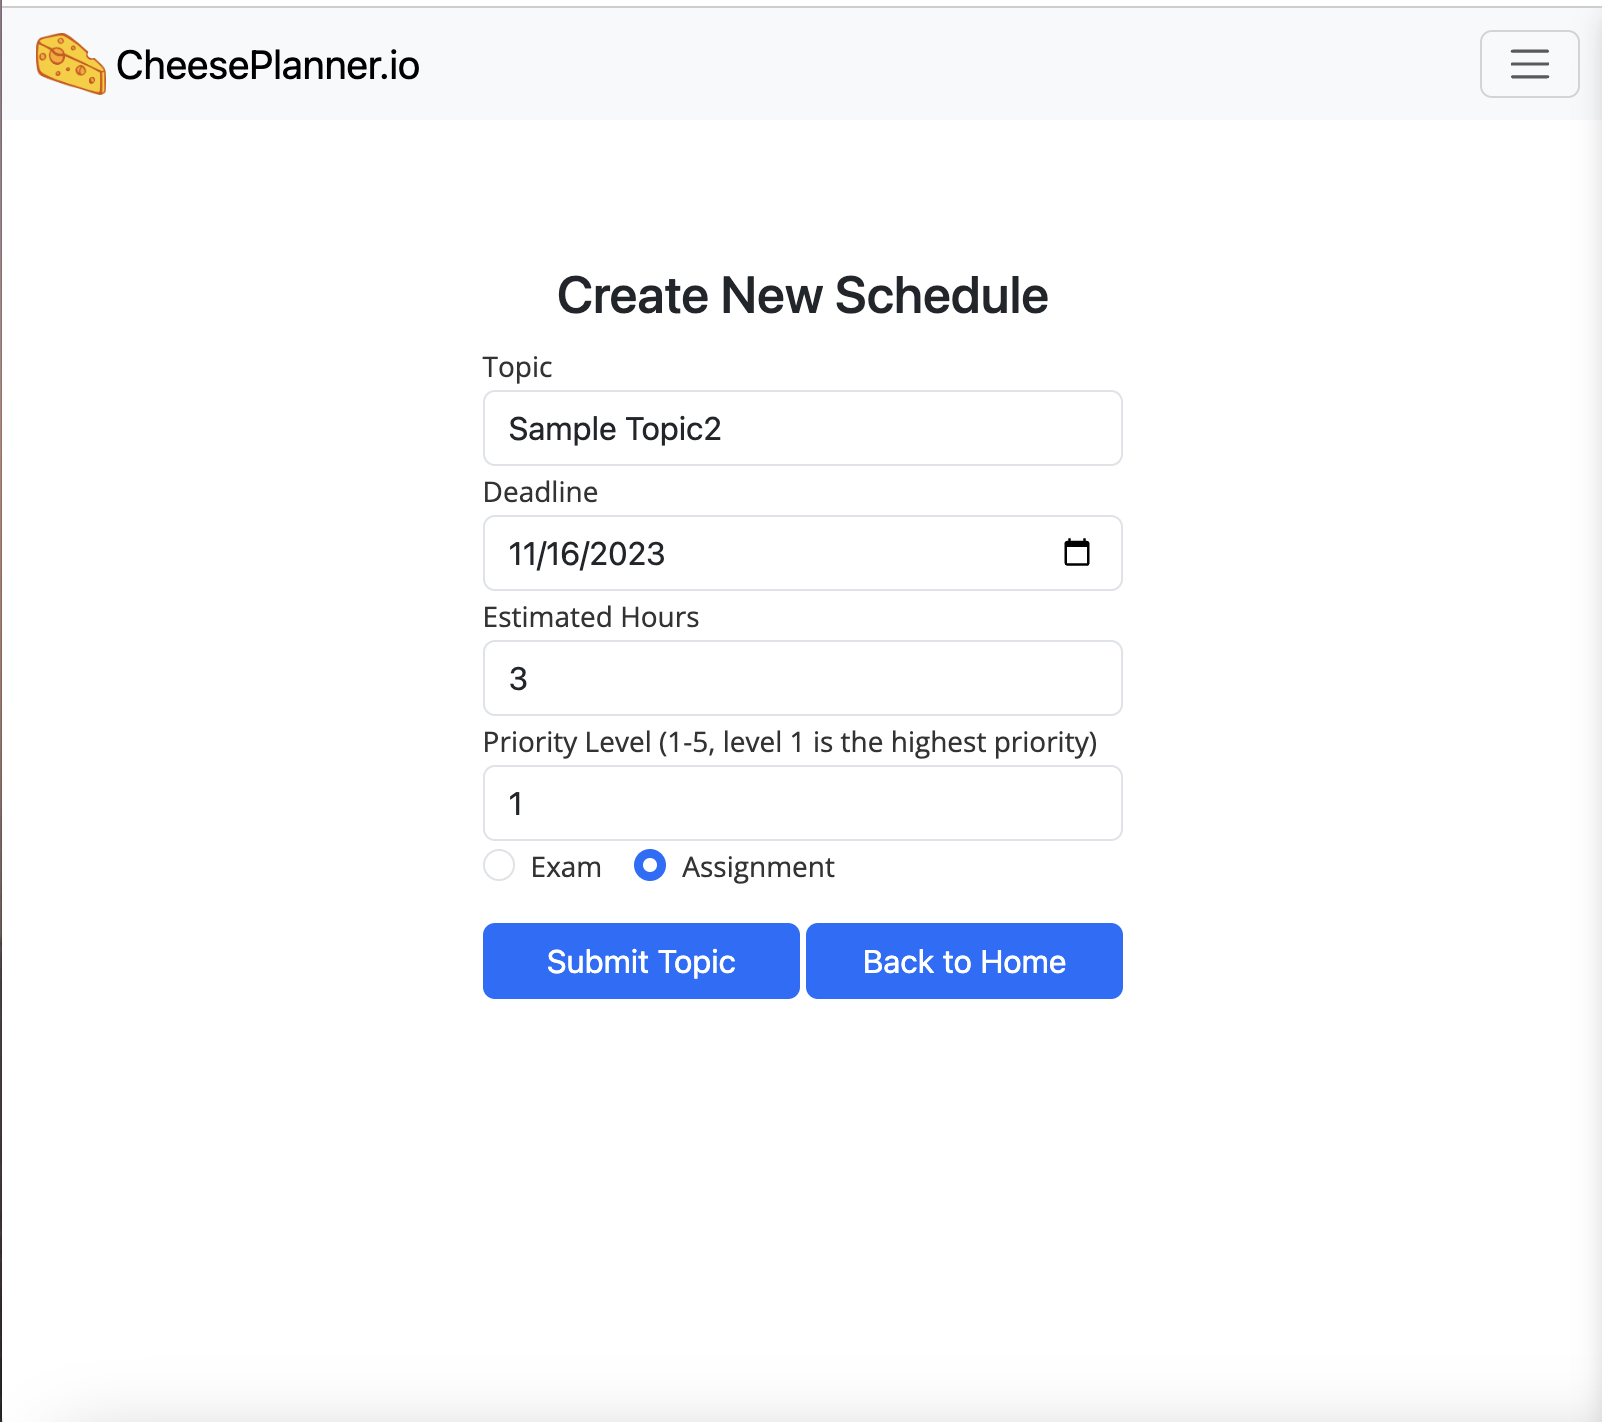 CheesePlanner.io
Create New Schedule
Topic
Sample Topic2
Deadline
11/16/2023
Estimated Hours
3
Priority Level (1-5, level 1 is the highest priority)
1
Exam Assignment
Submit Topic Back to Home